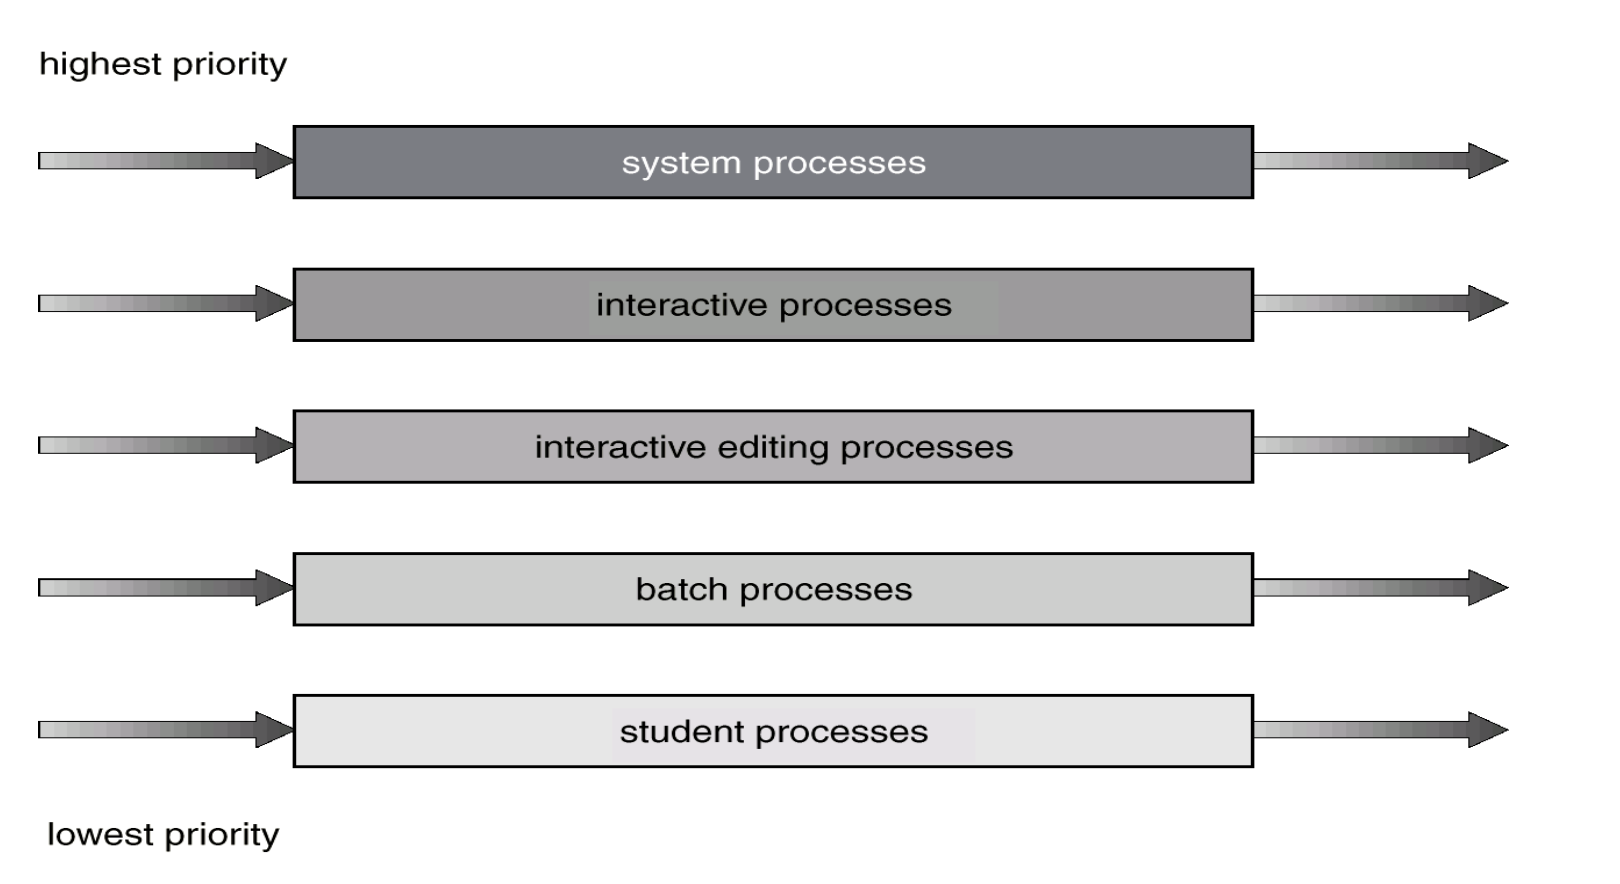 highest priority
system processes
interactive processes
interactive editing processes
batch processes
student processes
lowest priority